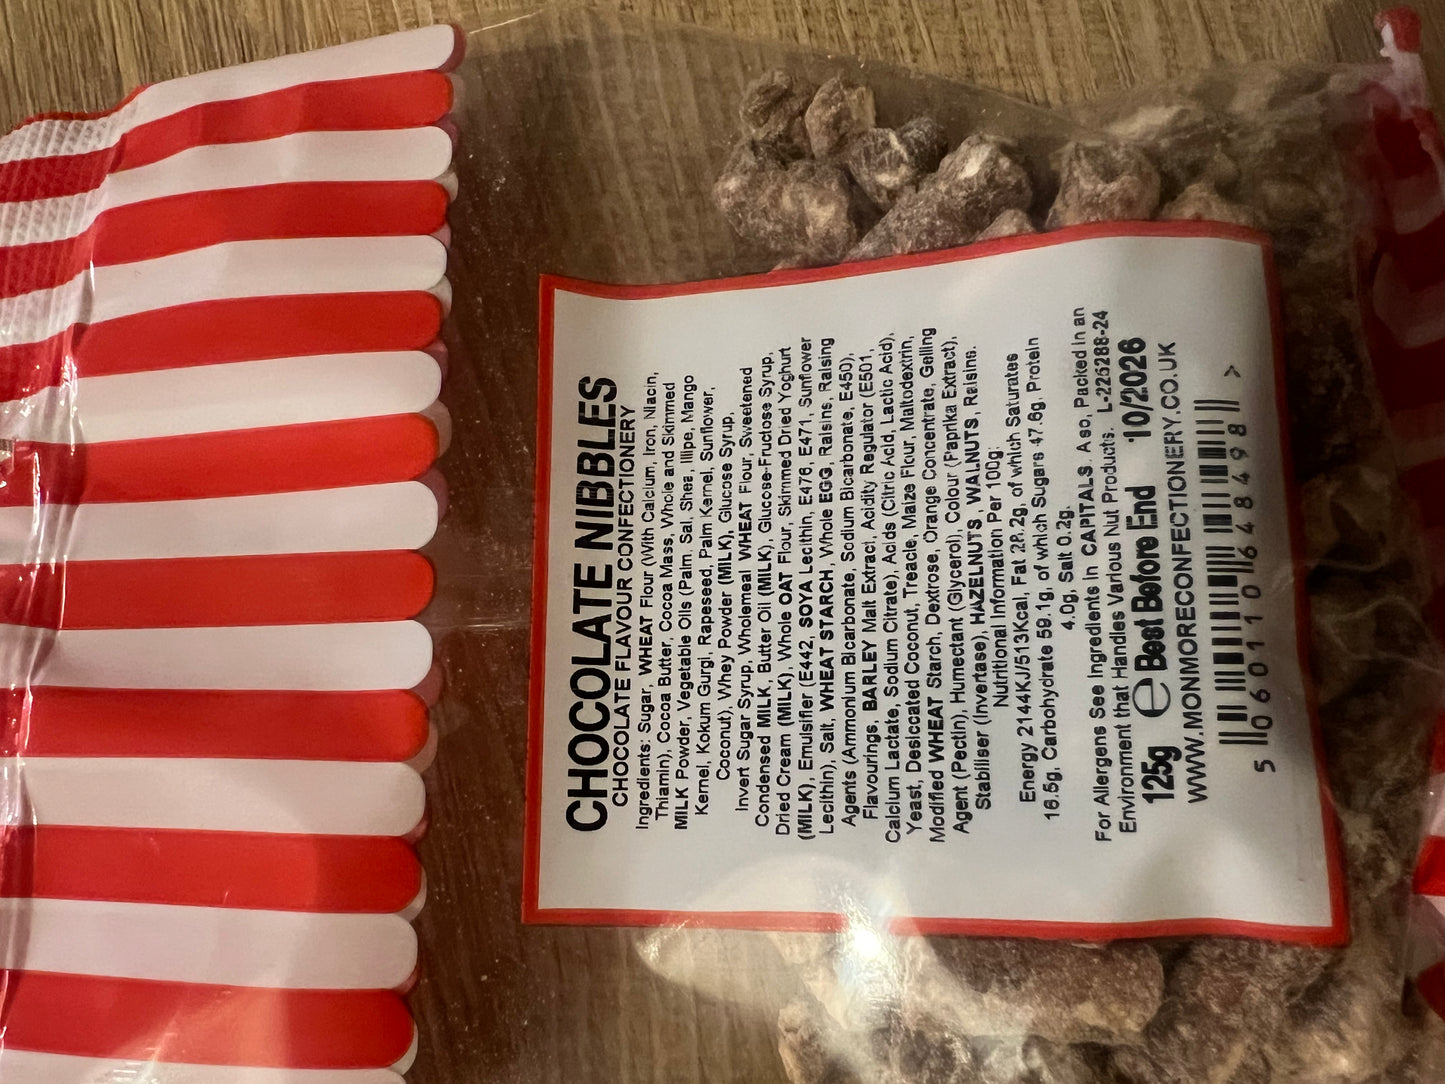 CHOCOLATE NIBBLES
CHOCOLATE FLAVOUR CONFECTIONERY
Ingredients: Sugar, WHEAT Flour (With Calcium, Iron, Niacin,
Thiamin), Cocoa Butter, Cocoa Mass, Whole and Skimmed
MILK Powder, Vegetable Oils (Palm, Sal, Shea, Illipe, Mango
Kernel, Kokum Gurgi, Rapeseed, Palm Kernel, Sunflower,
Coconut), Whey Powder (MILK), Glucose Syrup,
Invert Sugar Syrup, Wholemeal WHEAT Flour, Sweetened
Condensed MILK, Butter Oil (MILK), Glucose-Fructose Syrup,
Dried Cream (MILK), Whole OAT Flour, Skimmed Dried Yoghurt
(MILK), Emulsifier (E442, SOYA Lecithin, E476, E471, Sunflower
Lecithin), Salt, WHEAT STARCH, Whole EGG, Raisins, Raising
Agents (Ammonium Bicarbonate, Sodium Bicarbonate, E450),
Flavourings, BARLEY Malt Extract, Acidity Regulator (E501,
Calcium Lactate, Sodium Citrate), Acids (Citric Acid, Lactic Acid),
Yeast, Desiccated Coconut, Treacle, Maize Flour, Maltodextrin,
Modified WHEAT Starch, Dextrose, Orange Concentrate, Gelling
Agent (Pectin), Humectant (Glycerol), Colour (Paprika Extract),
Stabiliser (Invertase), HAZELNUTS, WALNUTS, Raisins.
Nutritional Information Per 100g:
Energy 2144KJ/513Kcal, Fat 28.2g, of which Saturates
16.5g, Carbohydrate 59.1g, of which Sugars 47.6g, Protein
4.0g, Salt 0.2g.
For Allergens See Ingredients in CAPITALS. Also, Packed in an
Environment that Handles Various Nut Products. L-226288-24
125g ℮ Best Before End 10/2026
WWW.MONMORECONFECTIONERY.CO.UK
5 060110 648498 >